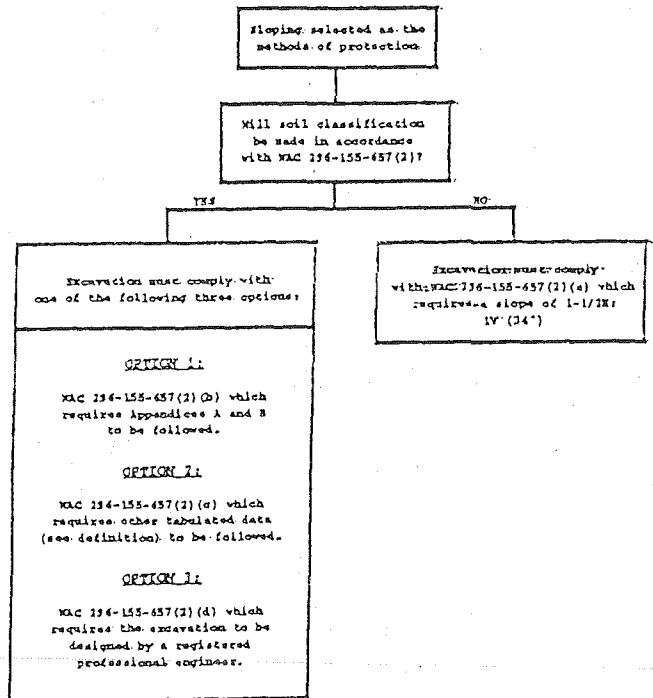 Sloping selected as the
methods of protection
Will soil classification
be made in accordance
with WAC 296-155-657(2)?
YES
NO
Excavation must comply with
one of the following three options:
Excavation must comply
with WAC 296-155-657(2)(a) which
requires a slope of 1-1/2H:
1V (34°)
OPTION 1:
WAC 296-155-657(2)(b) which
requires Appendices A and B
to be followed.
OPTION 2:
WAC 296-155-657(2)(c) which
requires other tabulated data
(see definition) to be followed.
OPTION 3:
WAC 296-155-657(2)(d) which
requires the excavation to be
designed by a registered
professional engineer.